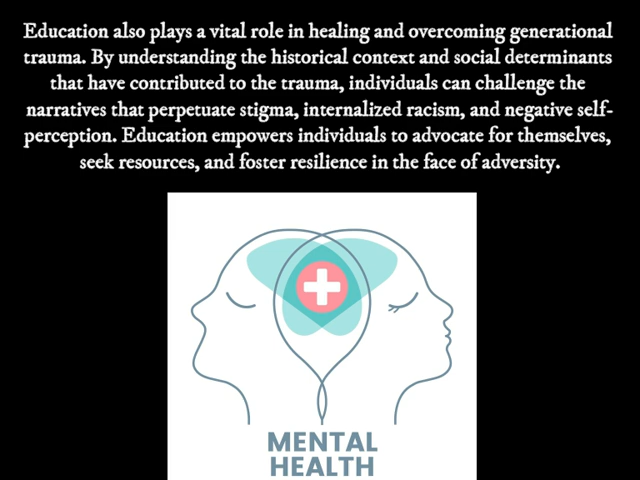 Education also plays a vital role in healing and overcoming generational
trauma. By understanding the historical context and social determinants
that have contributed to the trauma, individuals can challenge the
narratives that perpetuate stigma, internalized racism, and negative self-
perception. Education empowers individuals to advocate for themselves,
seek resources, and foster resilience in the face of adversity.
MENTAL
HEALTH